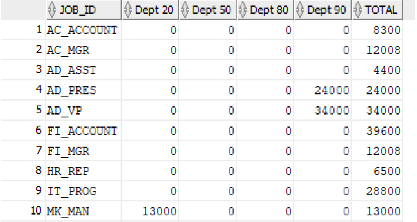 JOB_ID Dept 20 Dept 50 Dept 80 Dept 90 TOTAL
1 AC_ACCOUNT 0 0 0 0 8300
2 AC_MGR 0 0 0 0 12008
3 AD_ASST 0 0 0 0 4400
4 AD_PRES 0 0 0 24000 24000
5 AD_VP 0 0 0 34000 34000
6 FI_ACCOUNT 0 0 0 0 39600
7 FI_MGR 0 0 0 0 12008
8 HR_REP 0 0 0 0 6500
9 IT_PROG 0 0 0 0 28800
10 MK_MAN 13000 0 0 0 13000